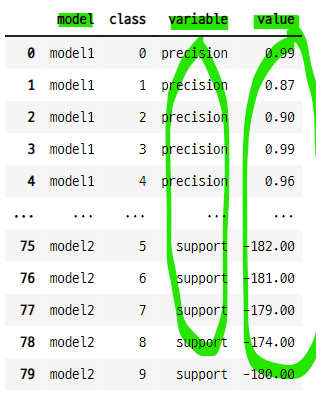 model class variable value
0 model1 0 precision 0.99
1 model1 1 precision 0.87
2 model1 2 precision 0.90
3 model1 3 precision 0.99
4 model1 4 precision 0.96
... ... ... ... ...
75 model2 5 support -182.00
76 model2 6 support -181.00
77 model2 7 support -179.00
78 model2 8 support -174.00
79 model2 9 support -180.00